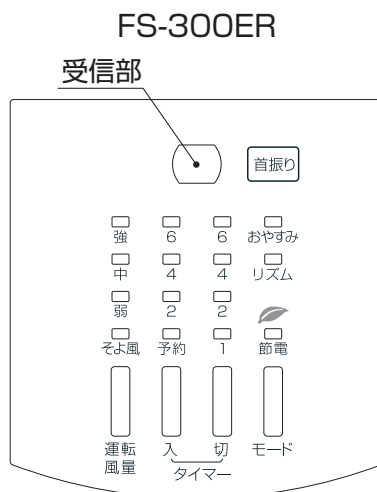 FS-300ER
受信部
首振り
強 6 6 おやすみ
中 4 4 リズム
弱 2 2
そよ風 予約 1 節電
運転 入 切 モード
風量
タイマー